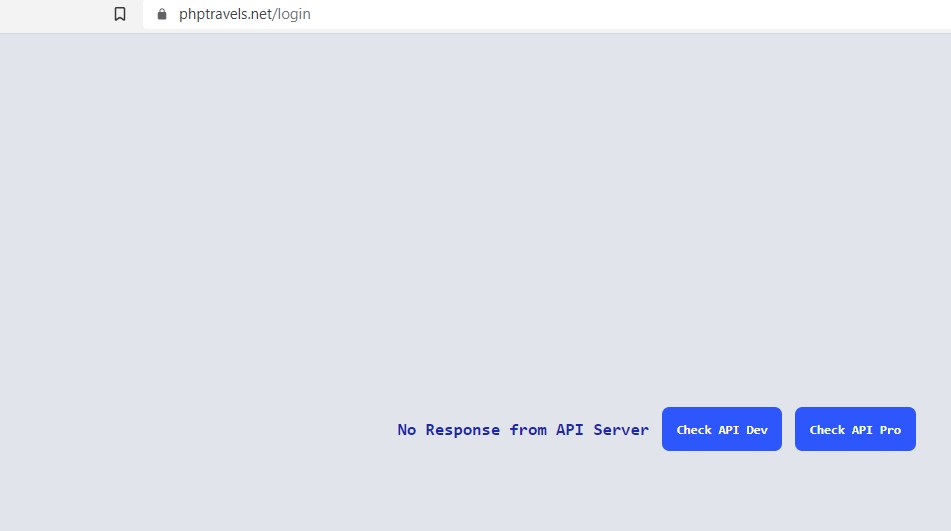 phptravels.net/login
No Response from API Server
Check API Dev
Check API Pro